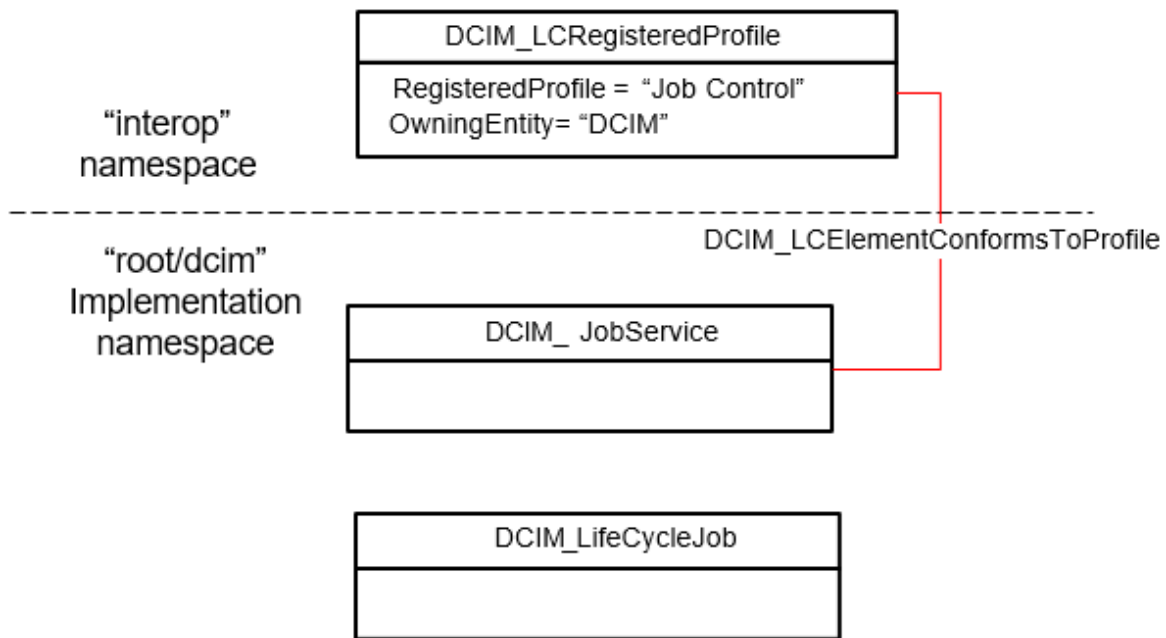 DCIM_LCRegisteredProfile
RegisteredProfile = “Job Control”
OwningEntity= “DCIM”
“interop”
namespace
DCIM_LCElementConformsToProfile
“root/dcim”
Implementation
namespace
DCIM_ JobService
DCIM_LifeCycleJob